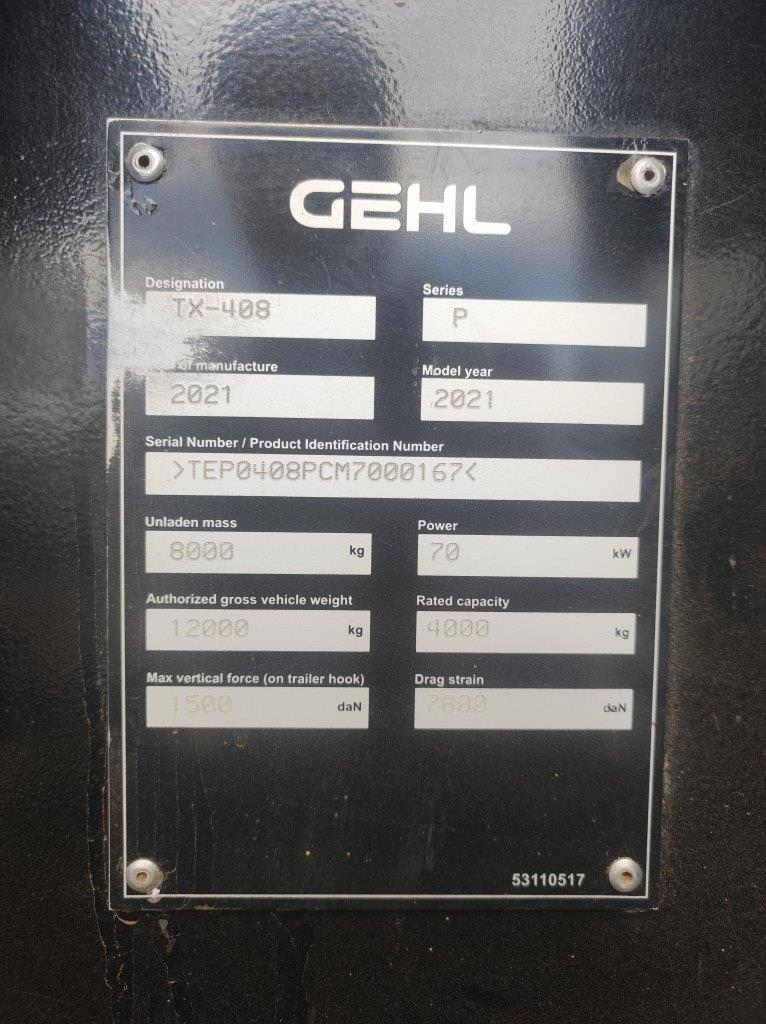 GEHL
Designation Series
TX-408 P
of manufacture Model year
2021 2021
Serial Number / Product Identification Number
>TEP0408PCM7000167<
Unladen mass Power
8000 kg 70 kW
Authorized gross vehicle weight Rated capacity
12000 kg 4000 kg
Max vertical force (on trailer hook) Drag strain
1500 daN daN
53110517